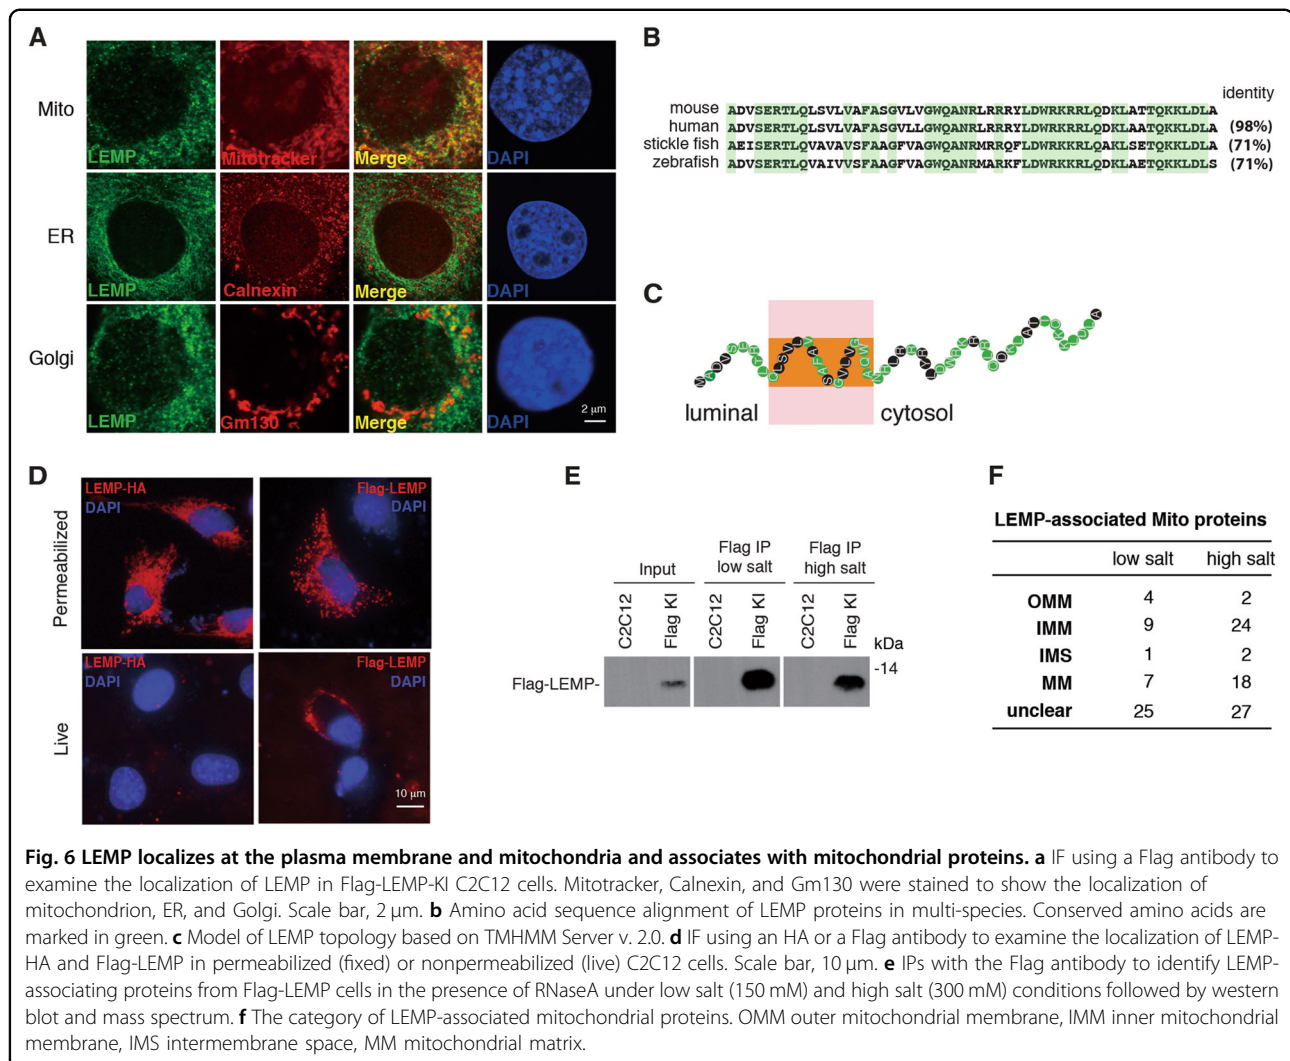 A
Mito
LEMP
Mitotracker
Merge
DAPI
ER
LEMP
Calnexin
Merge
DAPI
Golgi
LEMP
Gm130
Merge
DAPI
2 µm
B
identity
mouse ADVSERTLQLSVLVAFASGVLVGWQANRLRRRYLDWRKRRLQDKLATTQKKLDLA
human ADVSERTLQLSVLVAFASGVLLGWQANRLRRRYLDWRKRRLQDKLAATQKKLDLA (98%)
stickle fish AEISERTLQVAVAVSFAAGFVAGWQANRMRRQFLDWRKKRLQAKLSETQKKLDLA (71%)
zebrafish ADVSERTLQVAIVVSFAAGFVAGWQANRMARKFLDWRKKRLQDKLAETQKKLDLS (71%)
C
luminal
cytosol
D
Permeabilized
LEMP-HA
DAPI
Flag-LEMP
DAPI
Live
LEMP-HA
DAPI
Flag-LEMP
DAPI
10 µm
E
Input
Flag IP
low salt
Flag IP
high salt
C2C12
Flag KI
C2C12
Flag KI
C2C12
Flag KI
kDa
-14
Flag-LEMP-
F
LEMP-associated Mito proteins
low salt high salt
OMM 4 2
IMM 9 24
IMS 1 2
MM 7 18
unclear 25 27
Fig. 6 LEMP localizes at the plasma membrane and mitochondria and associates with mitochondrial proteins. a IF using a Flag antibody to
examine the localization of LEMP in Flag-LEMP-KI C2C12 cells. Mitotracker, Calnexin, and Gm130 were stained to show the localization of
mitochondrion, ER, and Golgi. Scale bar, 2 µm. b Amino acid sequence alignment of LEMP proteins in multi-species. Conserved amino acids are
marked in green. c Model of LEMP topology based on TMHMM Server v. 2.0. d IF using an HA or a Flag antibody to examine the localization of LEMP-
HA and Flag-LEMP in permeabilized (fixed) or nonpermeabilized (live) C2C12 cells. Scale bar, 10 µm. e IPs with the Flag antibody to identify LEMP-
associating proteins from Flag-LEMP cells in the presence of RNaseA under low salt (150 mM) and high salt (300 mM) conditions followed by western
blot and mass spectrum. f The category of LEMP-associated mitochondrial proteins. OMM outer mitochondrial membrane, IMM inner mitochondrial
membrane, IMS intermembrane space, MM mitochondrial matrix.